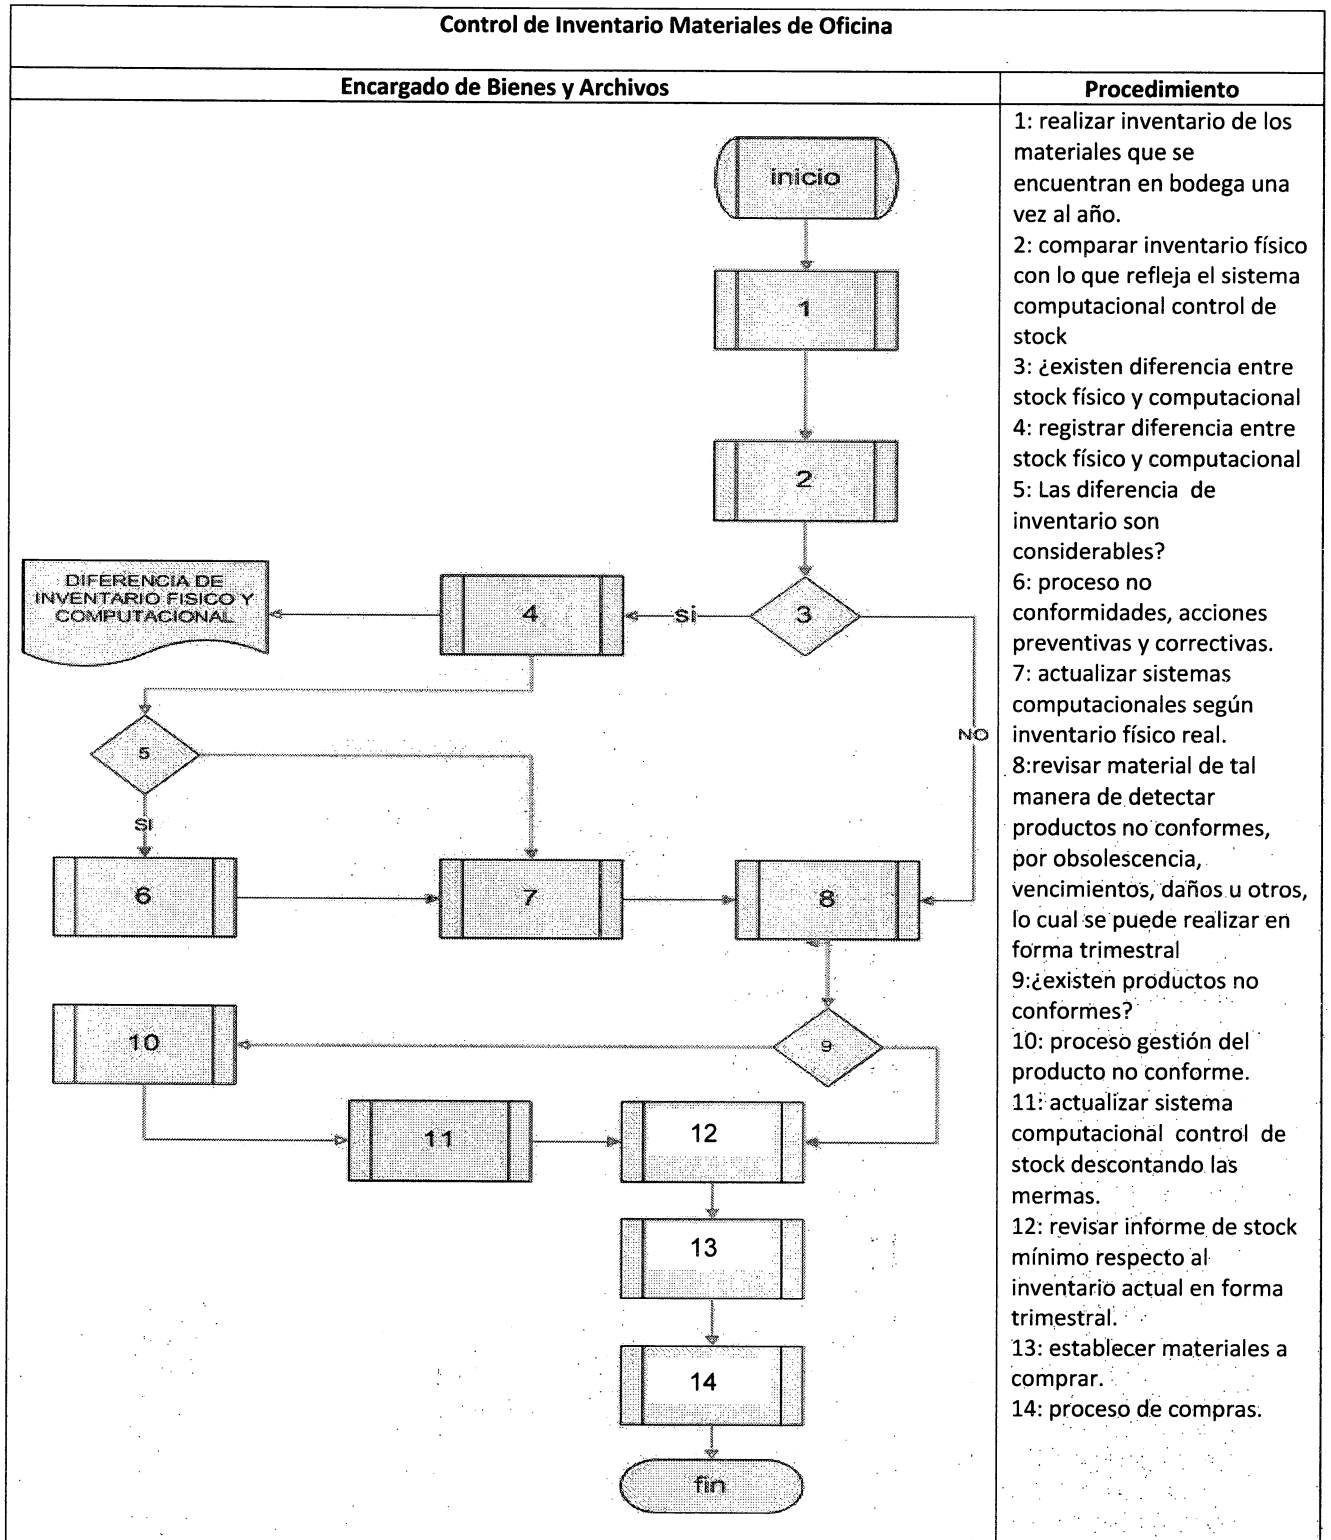 Control de Inventario Materiales de Oficina
Encargado de Bienes y Archivos
Procedimiento
inicio
1
2
3
si
NO
4
DIFERENCIA DE
INVENTARIO FISICO Y
COMPUTACIONAL
5
SI
6
7
8
9
10
11
12
13
14
fin
1: realizar inventario de los
materiales que se
encuentran en bodega una
vez al año.
2: comparar inventario físico
con lo que refleja el sistema
computacional control de
stock
3: ¿existen diferencia entre
stock físico y computacional
4: registrar diferencia entre
stock físico y computacional
5: Las diferencia de
inventario son
considerables?
6: proceso no
conformidades, acciones
preventivas y correctivas.
7: actualizar sistemas
computacionales según
inventario físico real.
8:revisar material de tal
manera de detectar
productos no conformes,
por obsolescencia,
vencimientos, daños u otros,
lo cual se puede realizar en
forma trimestral
9:¿existen productos no
conformes?
10: proceso gestión del
producto no conforme.
11: actualizar sistema
computacional control de
stock descontando las
mermas.
12: revisar informe de stock
mínimo respecto al
inventario actual en forma
trimestral.
13: establecer materiales a
comprar.
14: proceso de compras.